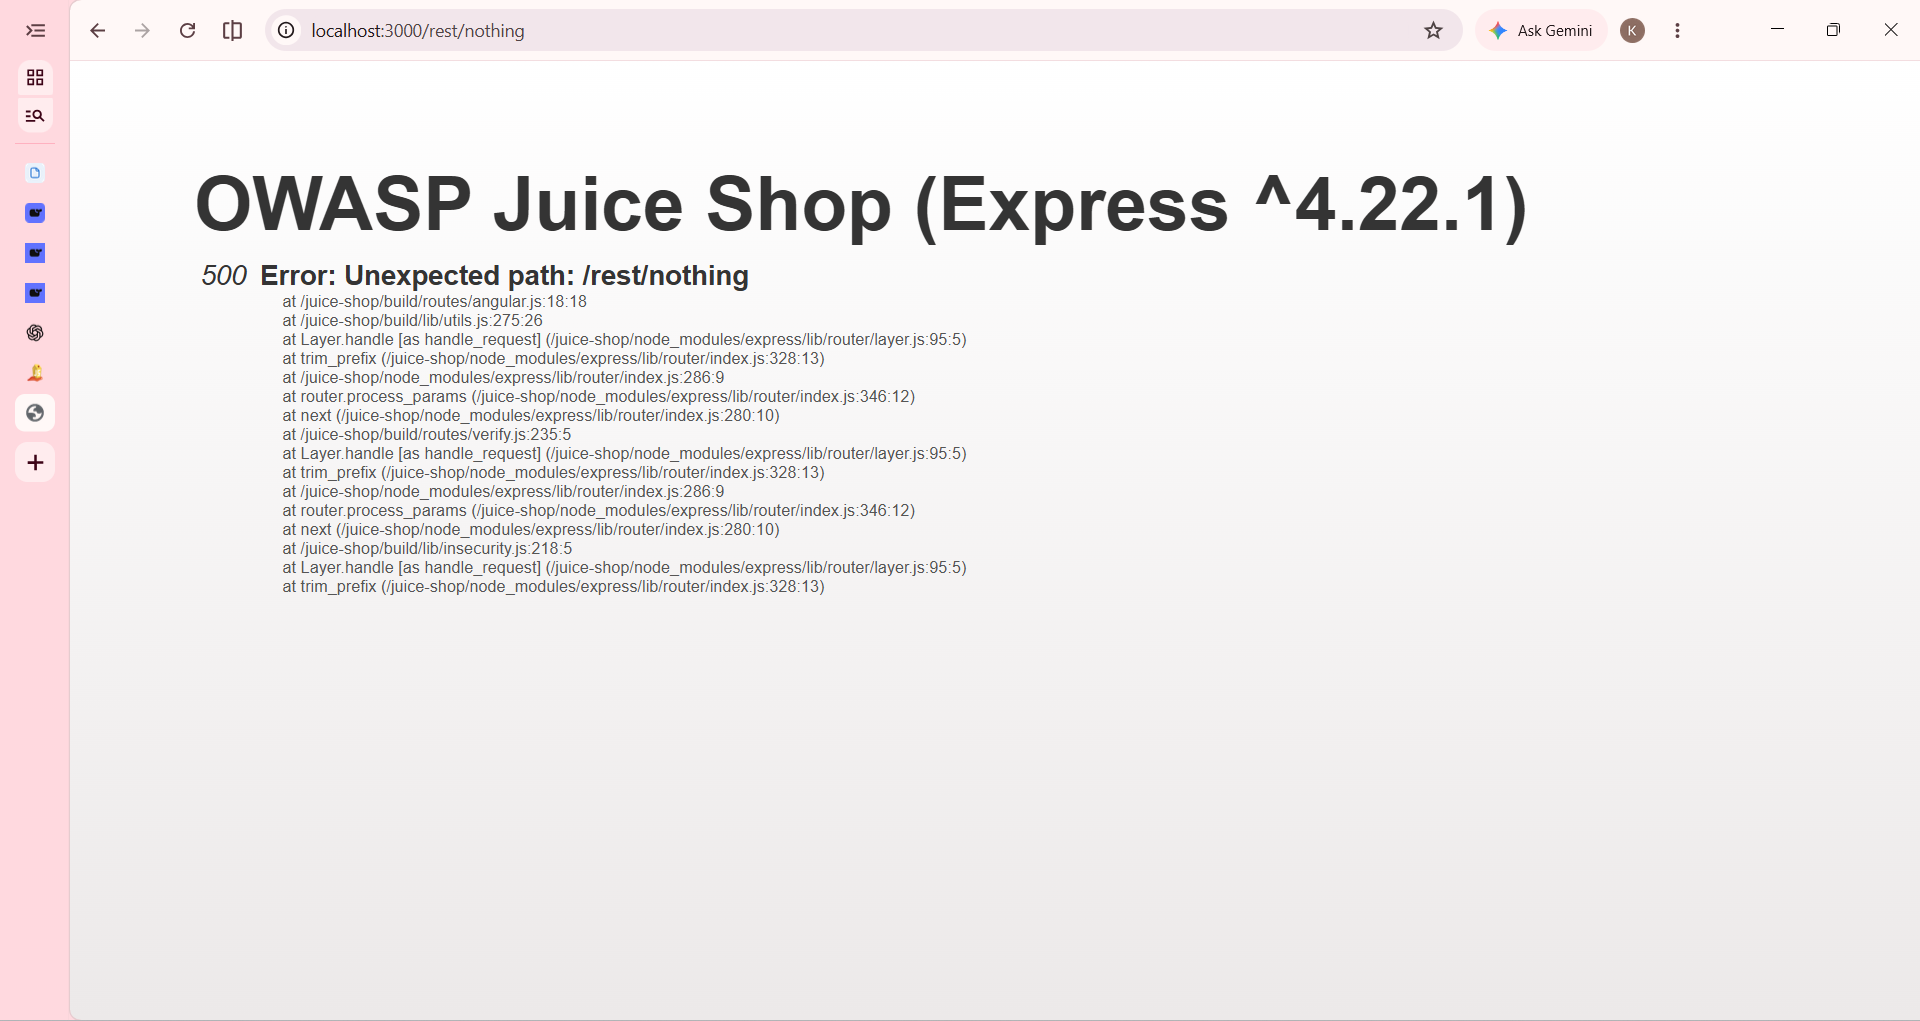 localhost:3000/rest/nothing
Ask Gemini
K
OWASP Juice Shop (Express ^4.22.1)
500 Error: Unexpected path: /rest/nothing
at /juice-shop/build/routes/angular.js:18:18
at /juice-shop/build/lib/utils.js:275:26
at Layer.handle [as handle_request] (/juice-shop/node_modules/express/lib/router/layer.js:95:5)
at trim_prefix (/juice-shop/node_modules/express/lib/router/index.js:328:13)
at /juice-shop/node_modules/express/lib/router/index.js:286:9
at router.process_params (/juice-shop/node_modules/express/lib/router/index.js:346:12)
at next (/juice-shop/node_modules/express/lib/router/index.js:280:10)
at /juice-shop/build/routes/verify.js:235:5
at Layer.handle [as handle_request] (/juice-shop/node_modules/express/lib/router/layer.js:95:5)
at trim_prefix (/juice-shop/node_modules/express/lib/router/index.js:328:13)
at /juice-shop/node_modules/express/lib/router/index.js:286:9
at router.process_params (/juice-shop/node_modules/express/lib/router/index.js:346:12)
at next (/juice-shop/node_modules/express/lib/router/index.js:280:10)
at /juice-shop/build/lib/insecurity.js:218:5
at Layer.handle [as handle_request] (/juice-shop/node_modules/express/lib/router/layer.js:95:5)
at trim_prefix (/juice-shop/node_modules/express/lib/router/index.js:328:13)